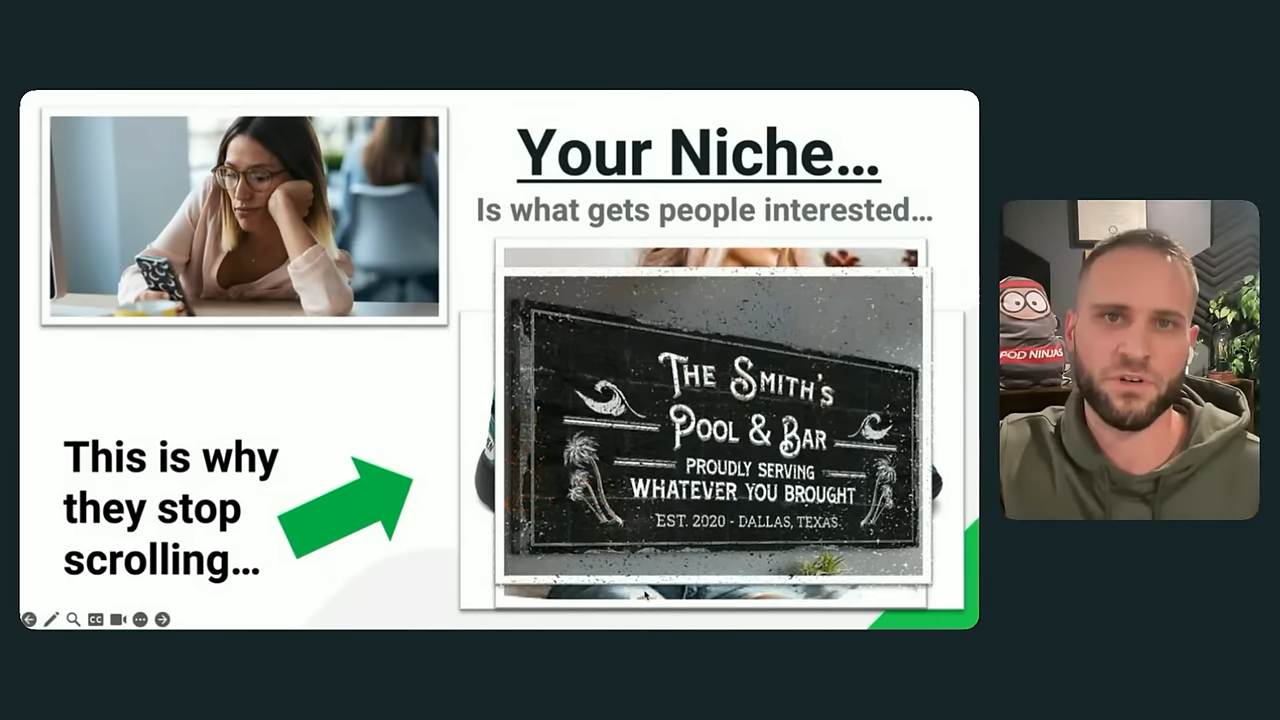 Your Niche...
Is what gets people interested...
THE SMITH'S
POOL & BAR
PROUDLY SERVING
WHATEVER YOU BROUGHT
EST. 2020 - DALLAS, TEXAS
This is why
they stop
scrolling...
CC
POD NINJAS